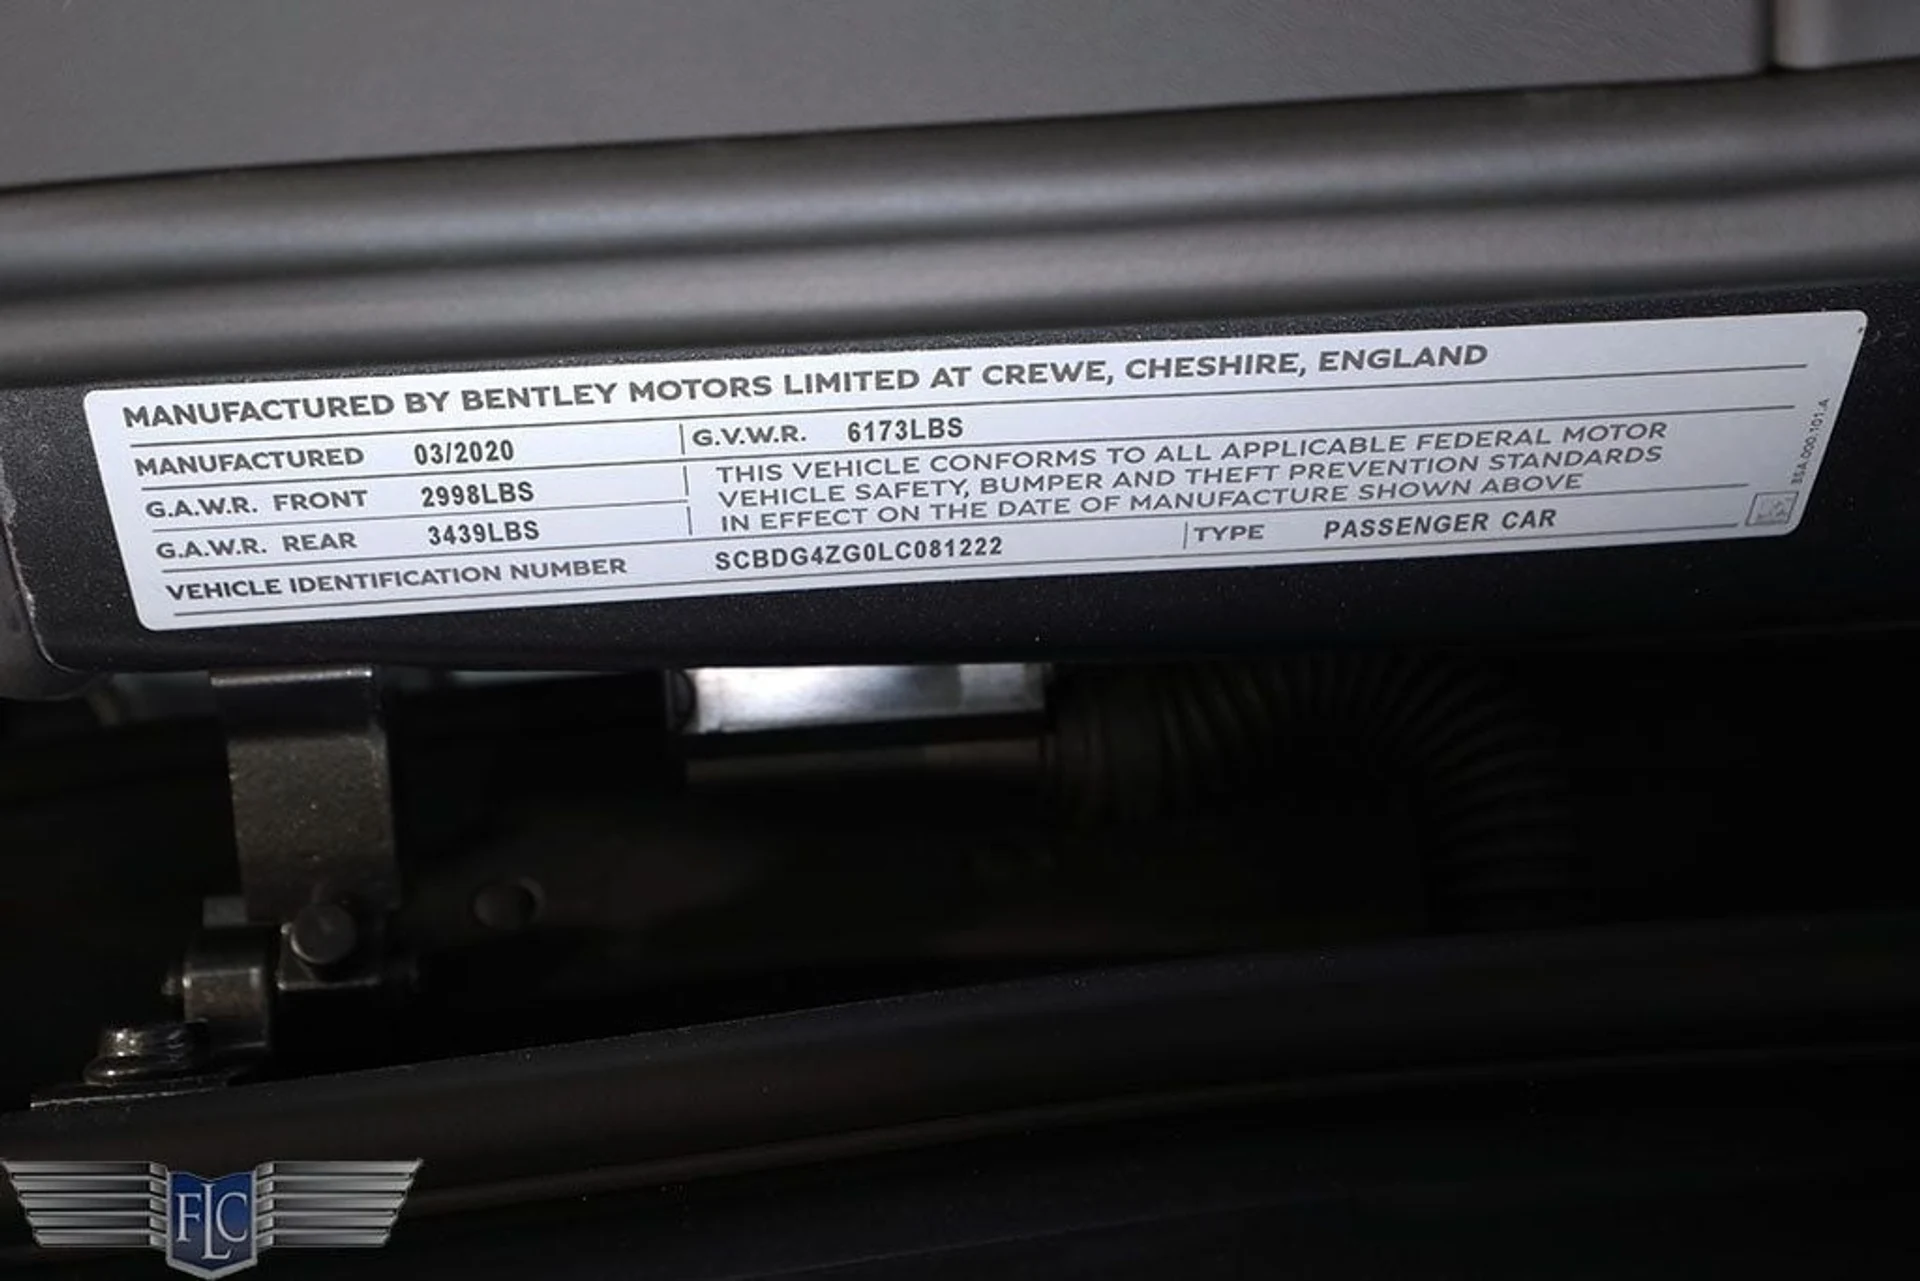 MANUFACTURED BY BENTLEY MOTORS LIMITED AT CREWE, CHESHIRE, ENGLAND
MANUFACTURED 03/2020 G.V.W.R. 6173LBS
G.A.W.R. FRONT 2998LBS
G.A.W.R. REAR 3439LBS
THIS VEHICLE CONFORMS TO ALL APPLICABLE FEDERAL MOTOR
VEHICLE SAFETY, BUMPER AND THEFT PREVENTION STANDARDS
IN EFFECT ON THE DATE OF MANUFACTURE SHOWN ABOVE
VEHICLE IDENTIFICATION NUMBER SCBDG4ZG0LC081222 TYPE PASSENGER CAR
FLC